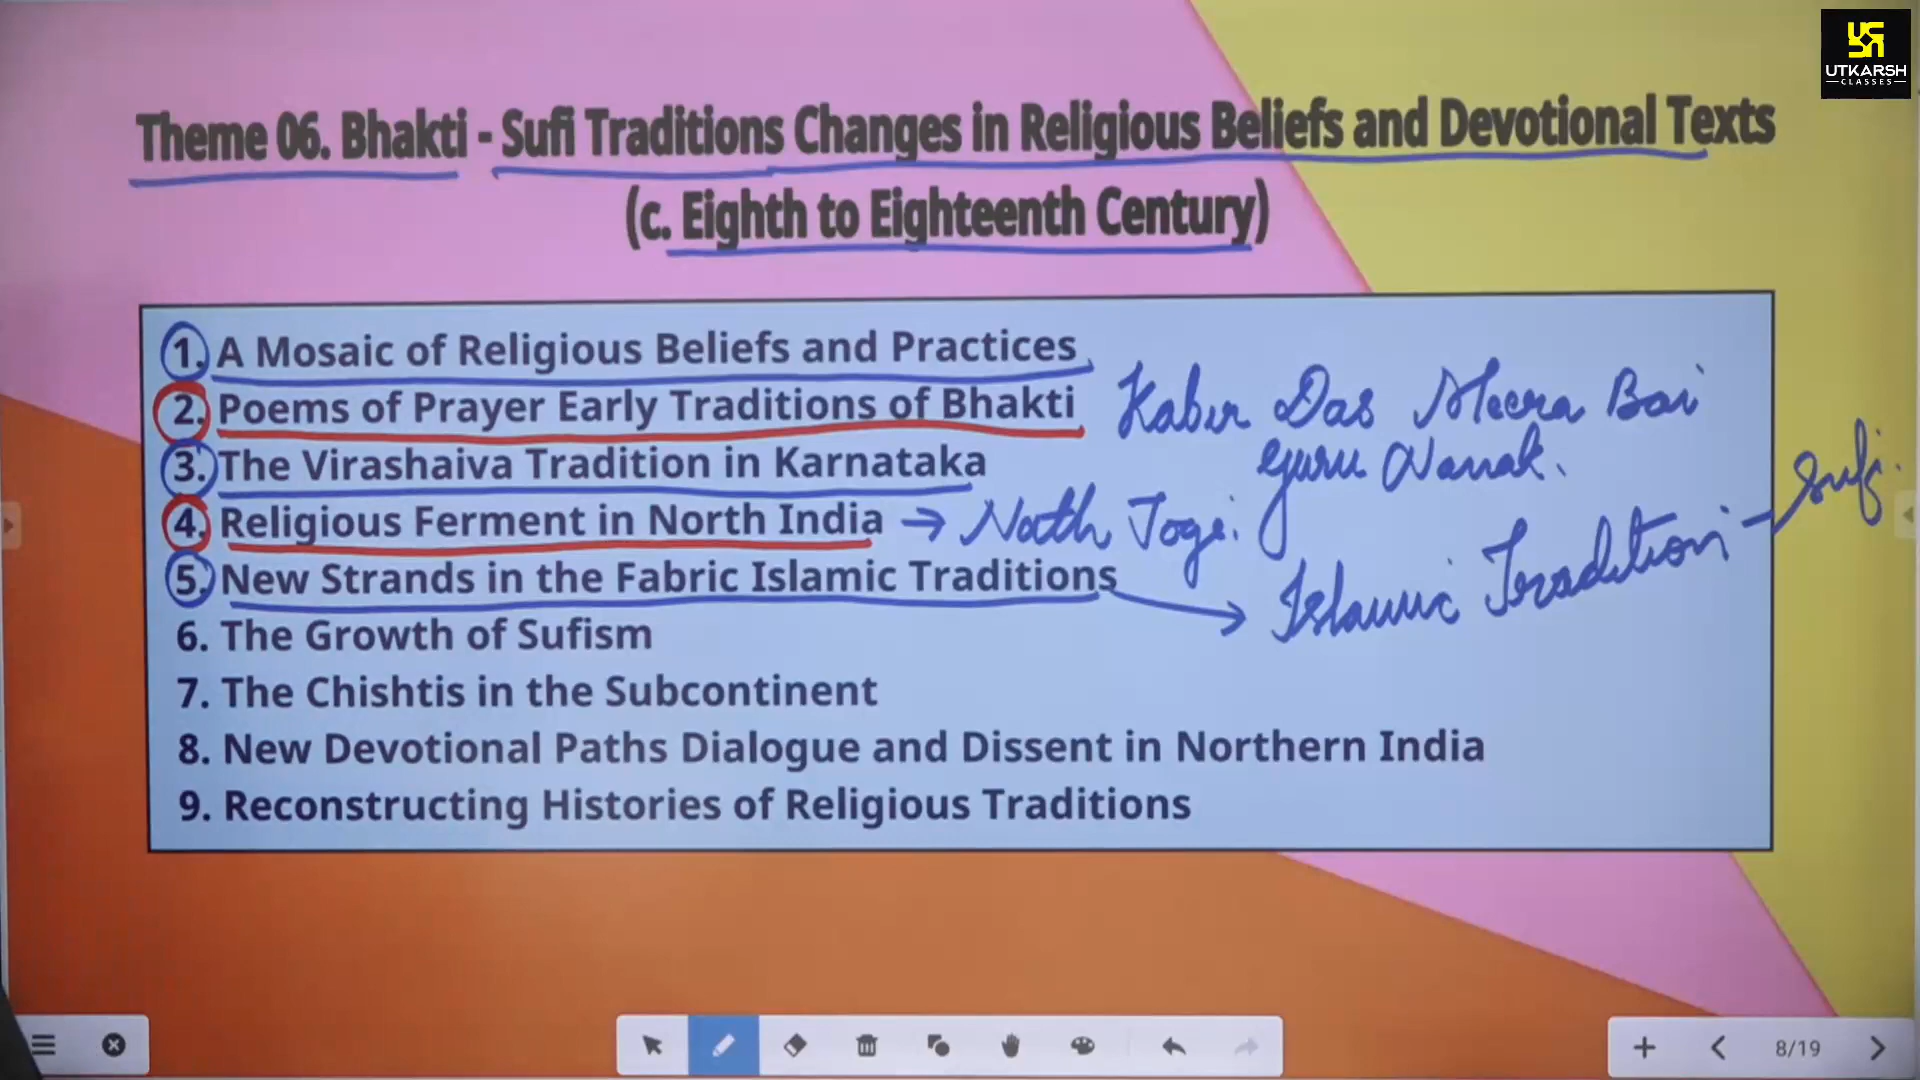 UTKARSH
CLASSES
Theme 06. Bhakti - Sufi Traditions Changes in Religious Beliefs and Devotional Texts
(c. Eighth to Eighteenth Century)
1. A Mosaic of Religious Beliefs and Practices
2. Poems of Prayer Early Traditions of Bhakti
Kabir Das Meera Bai
3. The Virashaiva Tradition in Karnataka
Guru Nanak.
Sufi.
4. Religious Ferment in North India → Nath Jogi.
5. New Strands in the Fabric Islamic Traditions
Islamic Tradition -
6. The Growth of Sufism
7. The Chishtis in the Subcontinent
8. New Devotional Paths Dialogue and Dissent in Northern India
9. Reconstructing Histories of Religious Traditions
8/19